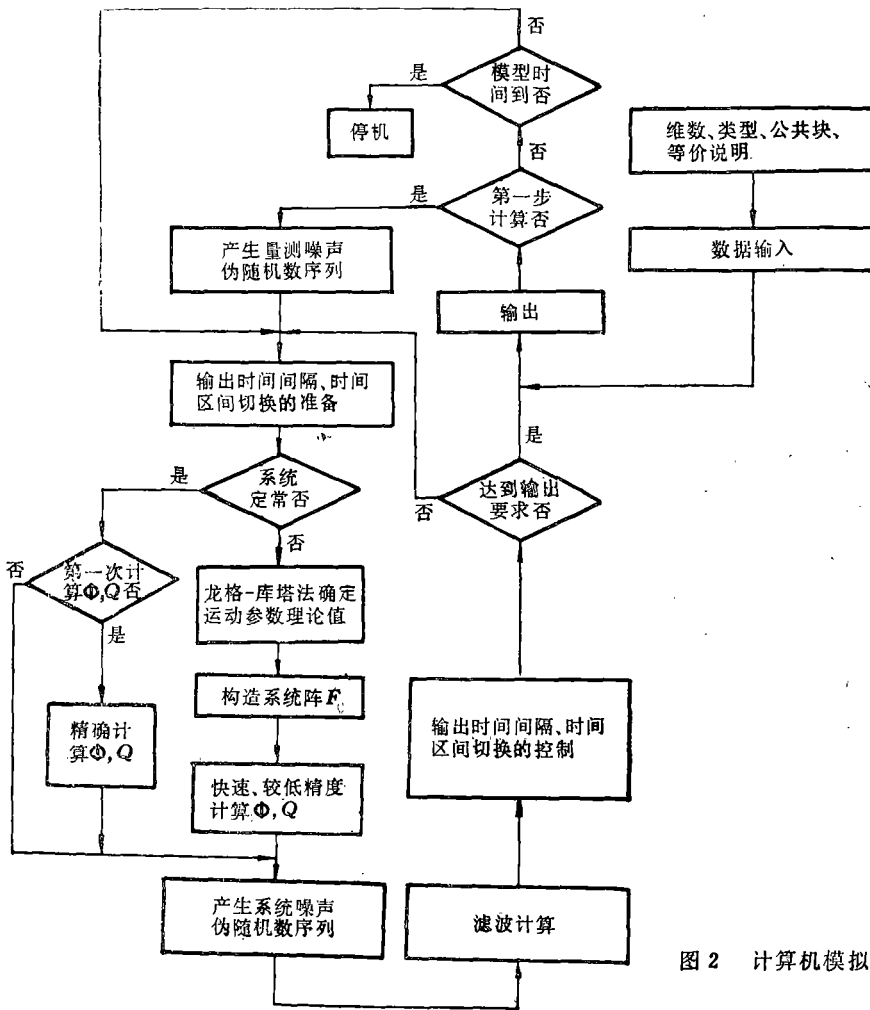 否
是
模型时
间到否
停机
否
维数、类型、公共块、
等价说明
是
第一步
计算否
产生量测噪声
伪随机数序列
数据输入
输出
输出时间间隔、时间
区间切换的准备
是
系统
定常否
是
达到输出
要求否
否
否
否
第一次计
算Φ,Q否
龙格-库塔法确定
运动参数理论值
是
构造系统阵F
精确计
算Φ,Q
输出时间间隔、时间
区间切换的控制
快速、较低精度
计算Φ,Q
产生系统噪声
伪随机数序列
滤波计算
图 2 计算机模拟